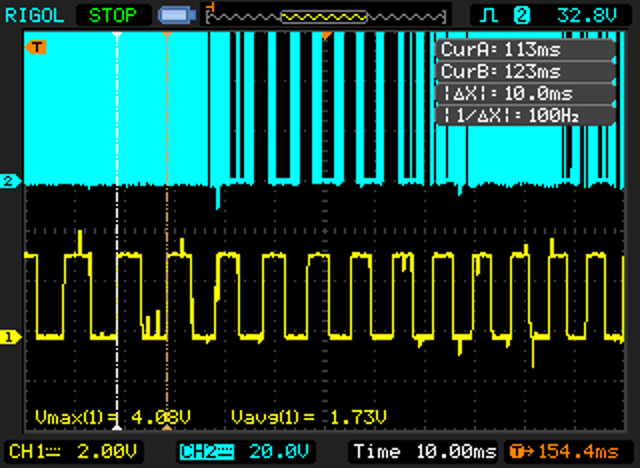 RIGOL STOP T 2 32.8V
T
CurA: 113ms
CurB: 123ms
|ΔX|: 10.0ms
|1/ΔX|: 100Hz
2
1
Vmax(1)= 4.08V Vavg(1)= 1.73V
CH1 2.00V CH2 20.0V Time 10.00ms T→154.4ms